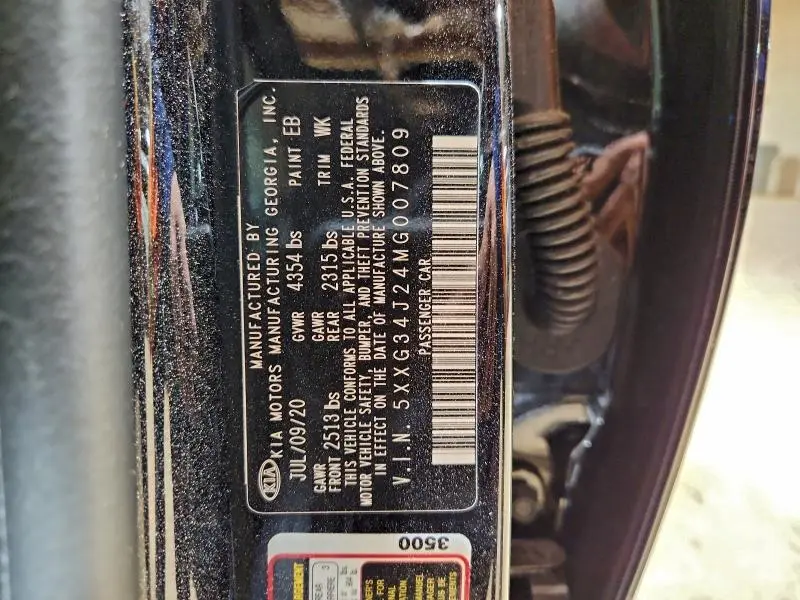 KIA
MANUFACTURED BY
KIA MOTORS MANUFACTURING GEORGIA, INC.
JUL/09/20 GVWR 4354 lbs PAINT EB
GAWR FRONT 2513 lbs GAWR REAR 2315 lbs TRIM WK
THIS VEHICLE CONFORMS TO ALL APPLICABLE U.S.A. FEDERAL
MOTOR VEHICLE SAFETY, BUMPER, AND THEFT PREVENTION STANDARDS
IN EFFECT ON THE DATE OF MANUFACTURE SHOWN ABOVE.
V.I.N. 5XXG34J24MG007809
PASSENGER CAR
3500